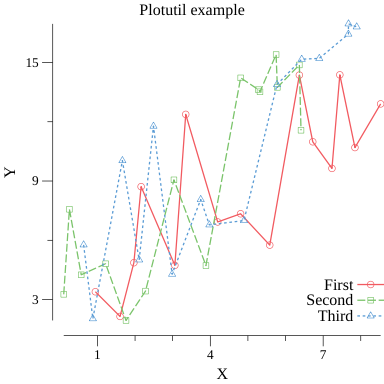 Plotutil example
15
9
3
Y
First
Second
Third
1 4 7
X